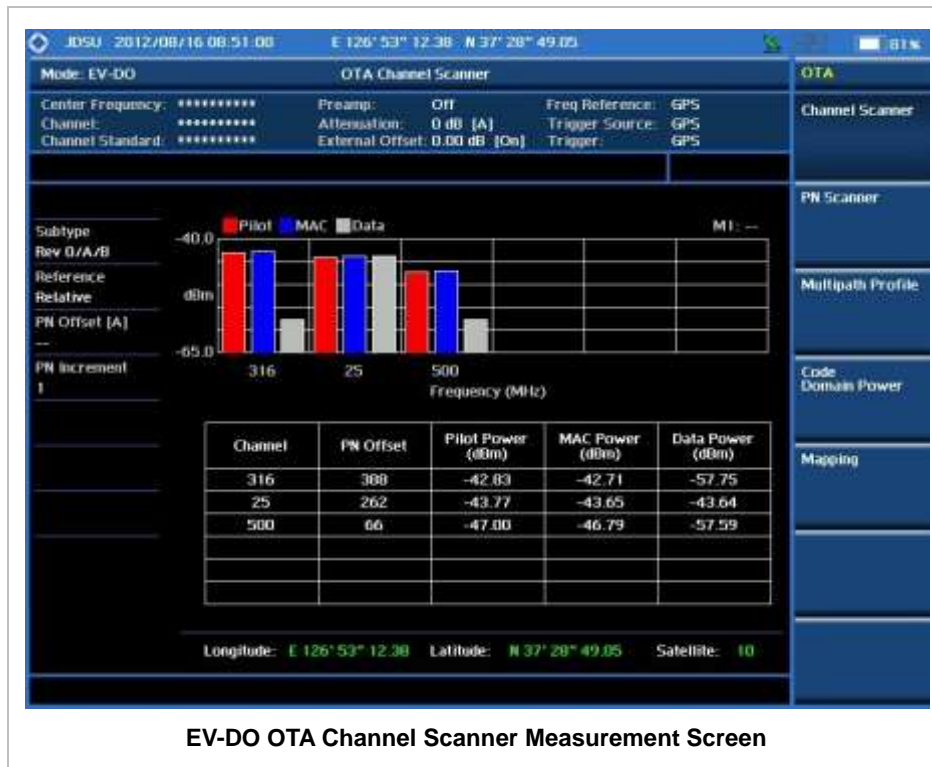 JDSU 2012/08/16 08:51:00 E 126° 53" 12.38 N 37° 28" 49.05 81%
Mode: EV-DO OTA Channel Scanner OTA
Center Frequency: ********** Preamp: Off Freq Reference: GPS
Channel: ********** Attenuation: 0 dB [A] Trigger Source: GPS
Channel Standard: ********** External Offset: 0.00 dB [On] Trigger: GPS
Channel Scanner
PN Scanner
Multipath Profile
Code
Domain Power
Mapping
Subtype
Rev 0/A/B
Reference
Relative
PN Offset [A]
--
PN Increment
1
Pilot MAC Data M1: --
-40.0
dBm
-65.0
316 25 500
Frequency (MHz)
Channel PN Offset Pilot Power (dBm) MAC Power (dBm) Data Power (dBm)
316 388 -42.83 -42.71 -57.75
25 262 -43.77 -43.65 -43.64
500 66 -47.00 -46.79 -57.59
Longitude: E 126° 53" 12.38 Latitude: N 37° 28" 49.05 Satellite: 10
EV-DO OTA Channel Scanner Measurement Screen